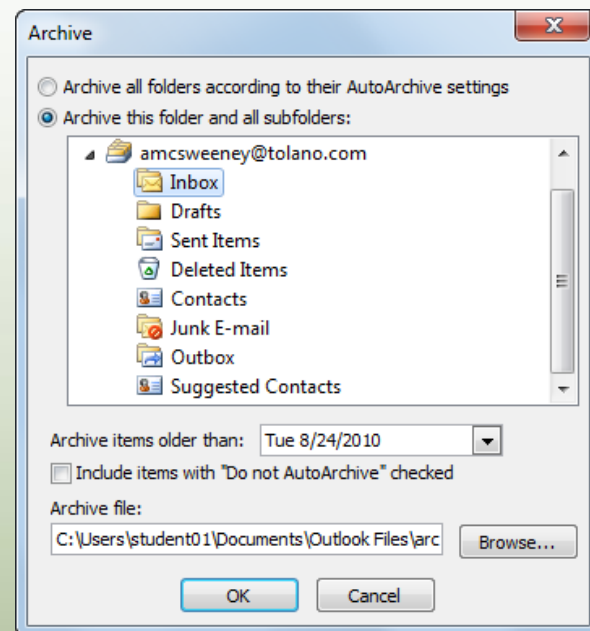 Archive
Archive all folders according to their AutoArchive settings
Archive this folder and all subfolders:
amcsweeney@tolano.com
Inbox
Drafts
Sent Items
Deleted Items
Contacts
Junk E-mail
Outbox
Suggested Contacts
Archive items older than: Tue 8/24/2010
Include items with "Do not AutoArchive" checked
Archive file:
C:\Users\student01\Documents\Outlook Files\arc Browse...
OK Cancel